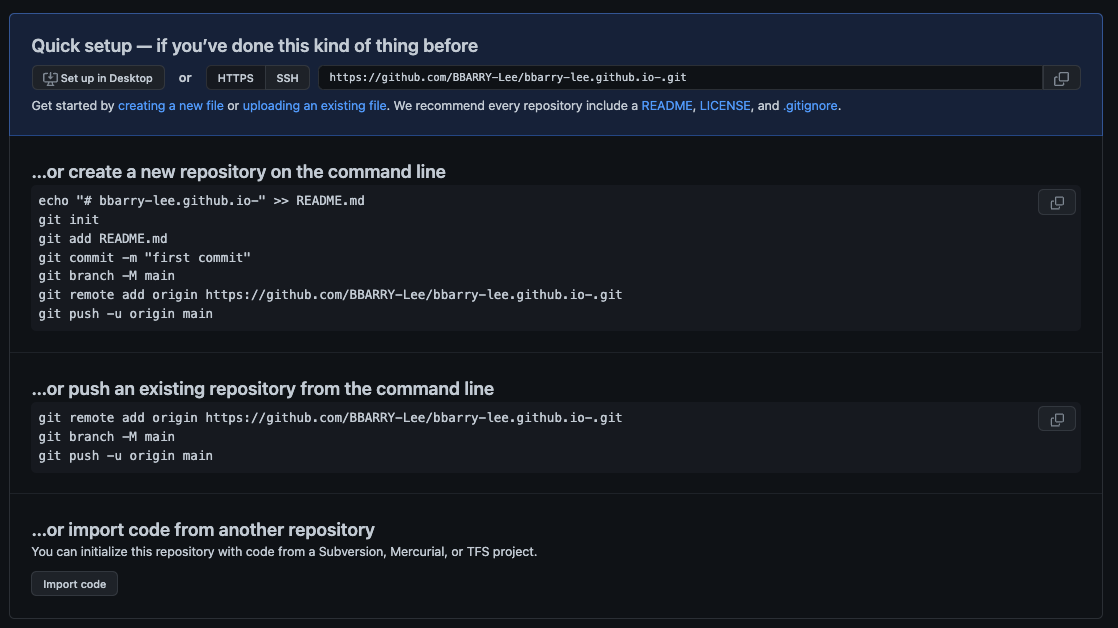 Quick setup — if you’ve done this kind of thing before
Set up in Desktop or HTTPS SSH https://github.com/BBARRY-Lee/bbarry-lee.github.io-.git
Get started by creating a new file or uploading an existing file. We recommend every repository include a README, LICENSE, and .gitignore.
…or create a new repository on the command line
echo "# bbarry-lee.github.io-" >> README.md
git init
git add README.md
git commit -m "first commit"
git branch -M main
git remote add origin https://github.com/BBARRY-Lee/bbarry-lee.github.io-.git
git push -u origin main
…or push an existing repository from the command line
git remote add origin https://github.com/BBARRY-Lee/bbarry-lee.github.io-.git
git branch -M main
git push -u origin main
…or import code from another repository
You can initialize this repository with code from a Subversion, Mercurial, or TFS project.
Import code